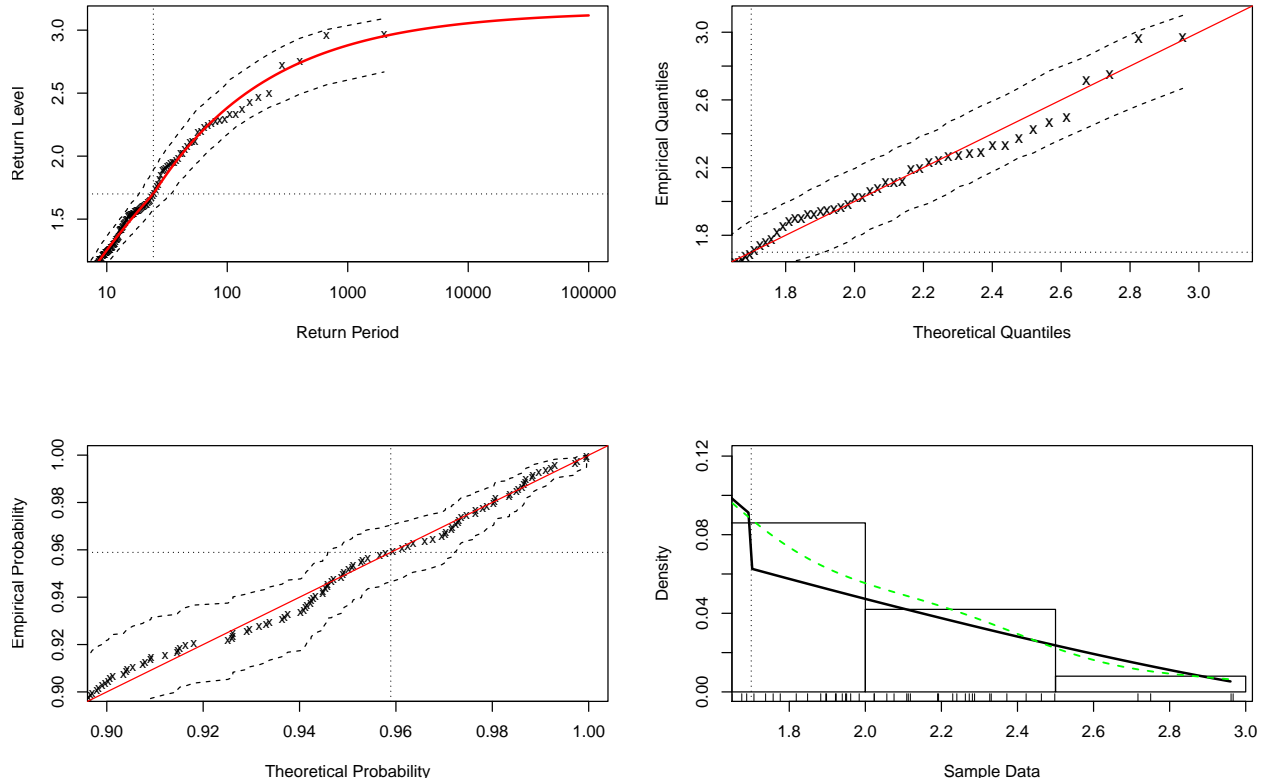 Return Level
1.5 2.0 2.5 3.0
10 100 1000 10000 100000
Return Period
Empirical Quantiles
1.8 2.2 2.6 3.0
1.8 2.0 2.2 2.4 2.6 2.8 3.0
Theoretical Quantiles
Empirical Probability
0.90 0.92 0.94 0.96 0.98 1.00
0.90 0.92 0.94 0.96 0.98 1.00
Theoretical Probability
Density
0.00 0.04 0.08 0.12
1.8 2.0 2.2 2.4 2.6 2.8 3.0
Sample Data